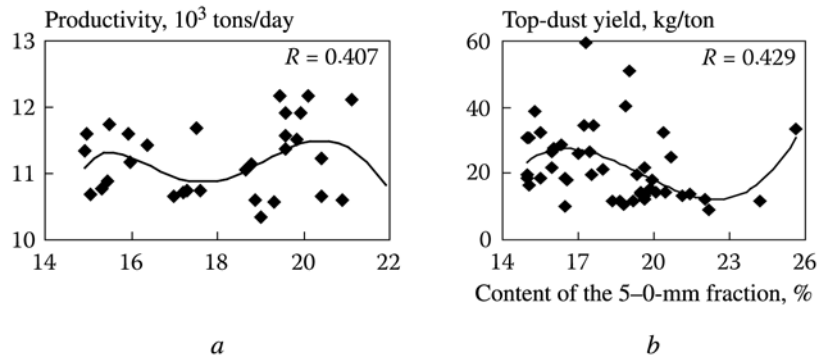 Productivity, 10³ tons/day
13
R = 0.407
12
11
10
14 16 18 20 22
a
Top-dust yield, kg/ton
60
R = 0.429
40
20
0
14 17 20 23 26
Content of the 5–0-mm fraction, %
b